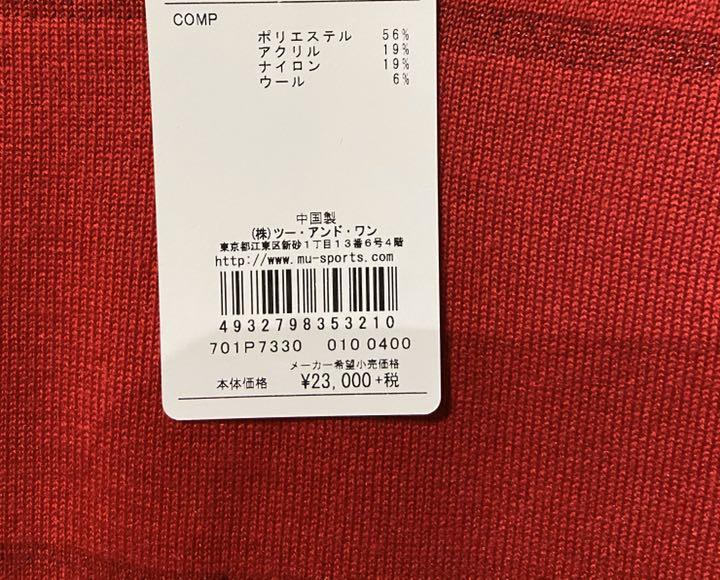 COMP
ポリエステル 56%
アクリル 19%
ナイロン 19%
ウール 6%
中国製
(株)ツー・アンド・ワン
東京都江東区新砂1丁目13番6号4階
http://www.mu-sports.com
4932798353210
701P7330 010 0400
メーカー希望小売価格
本体価格 ¥23,000+税